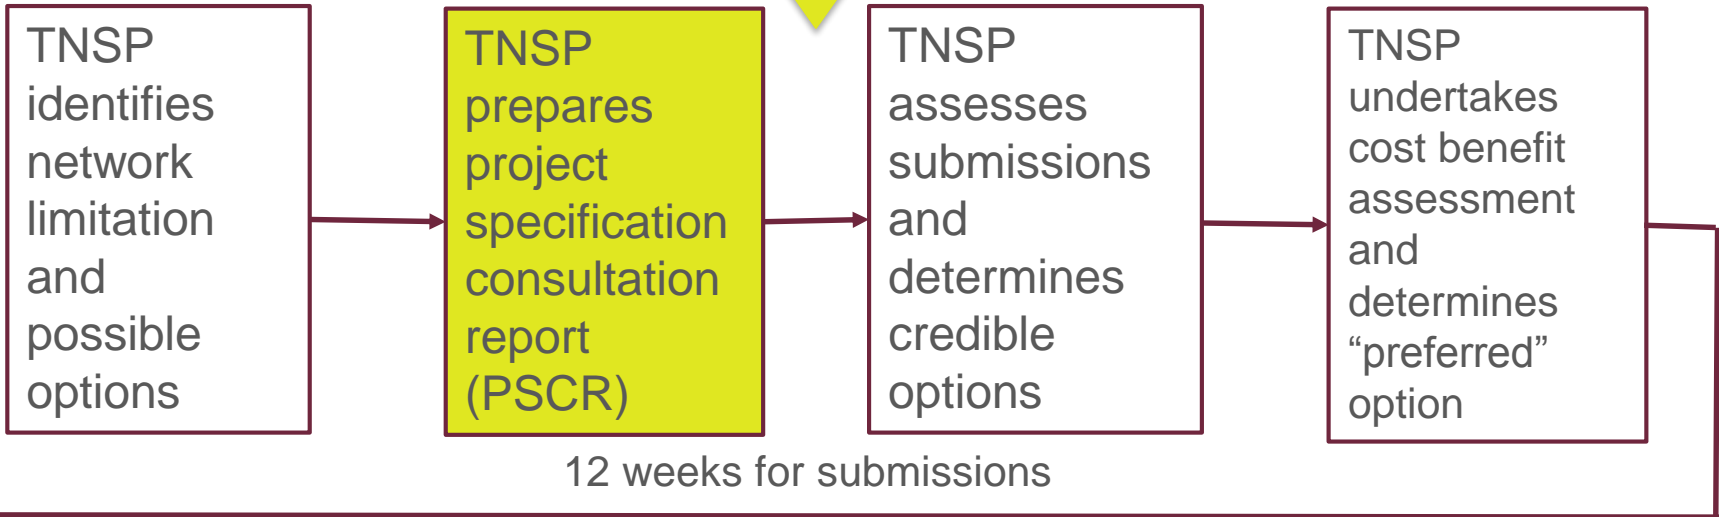 TNSP
identifies
network
limitation
and
possible
options
TNSP
prepares
project
specification
consultation
report
(PSCR)
TNSP
assesses
submissions
and
determines
credible
options
TNSP
undertakes
cost benefit
assessment
and
determines
“preferred”
option
12 weeks for submissions